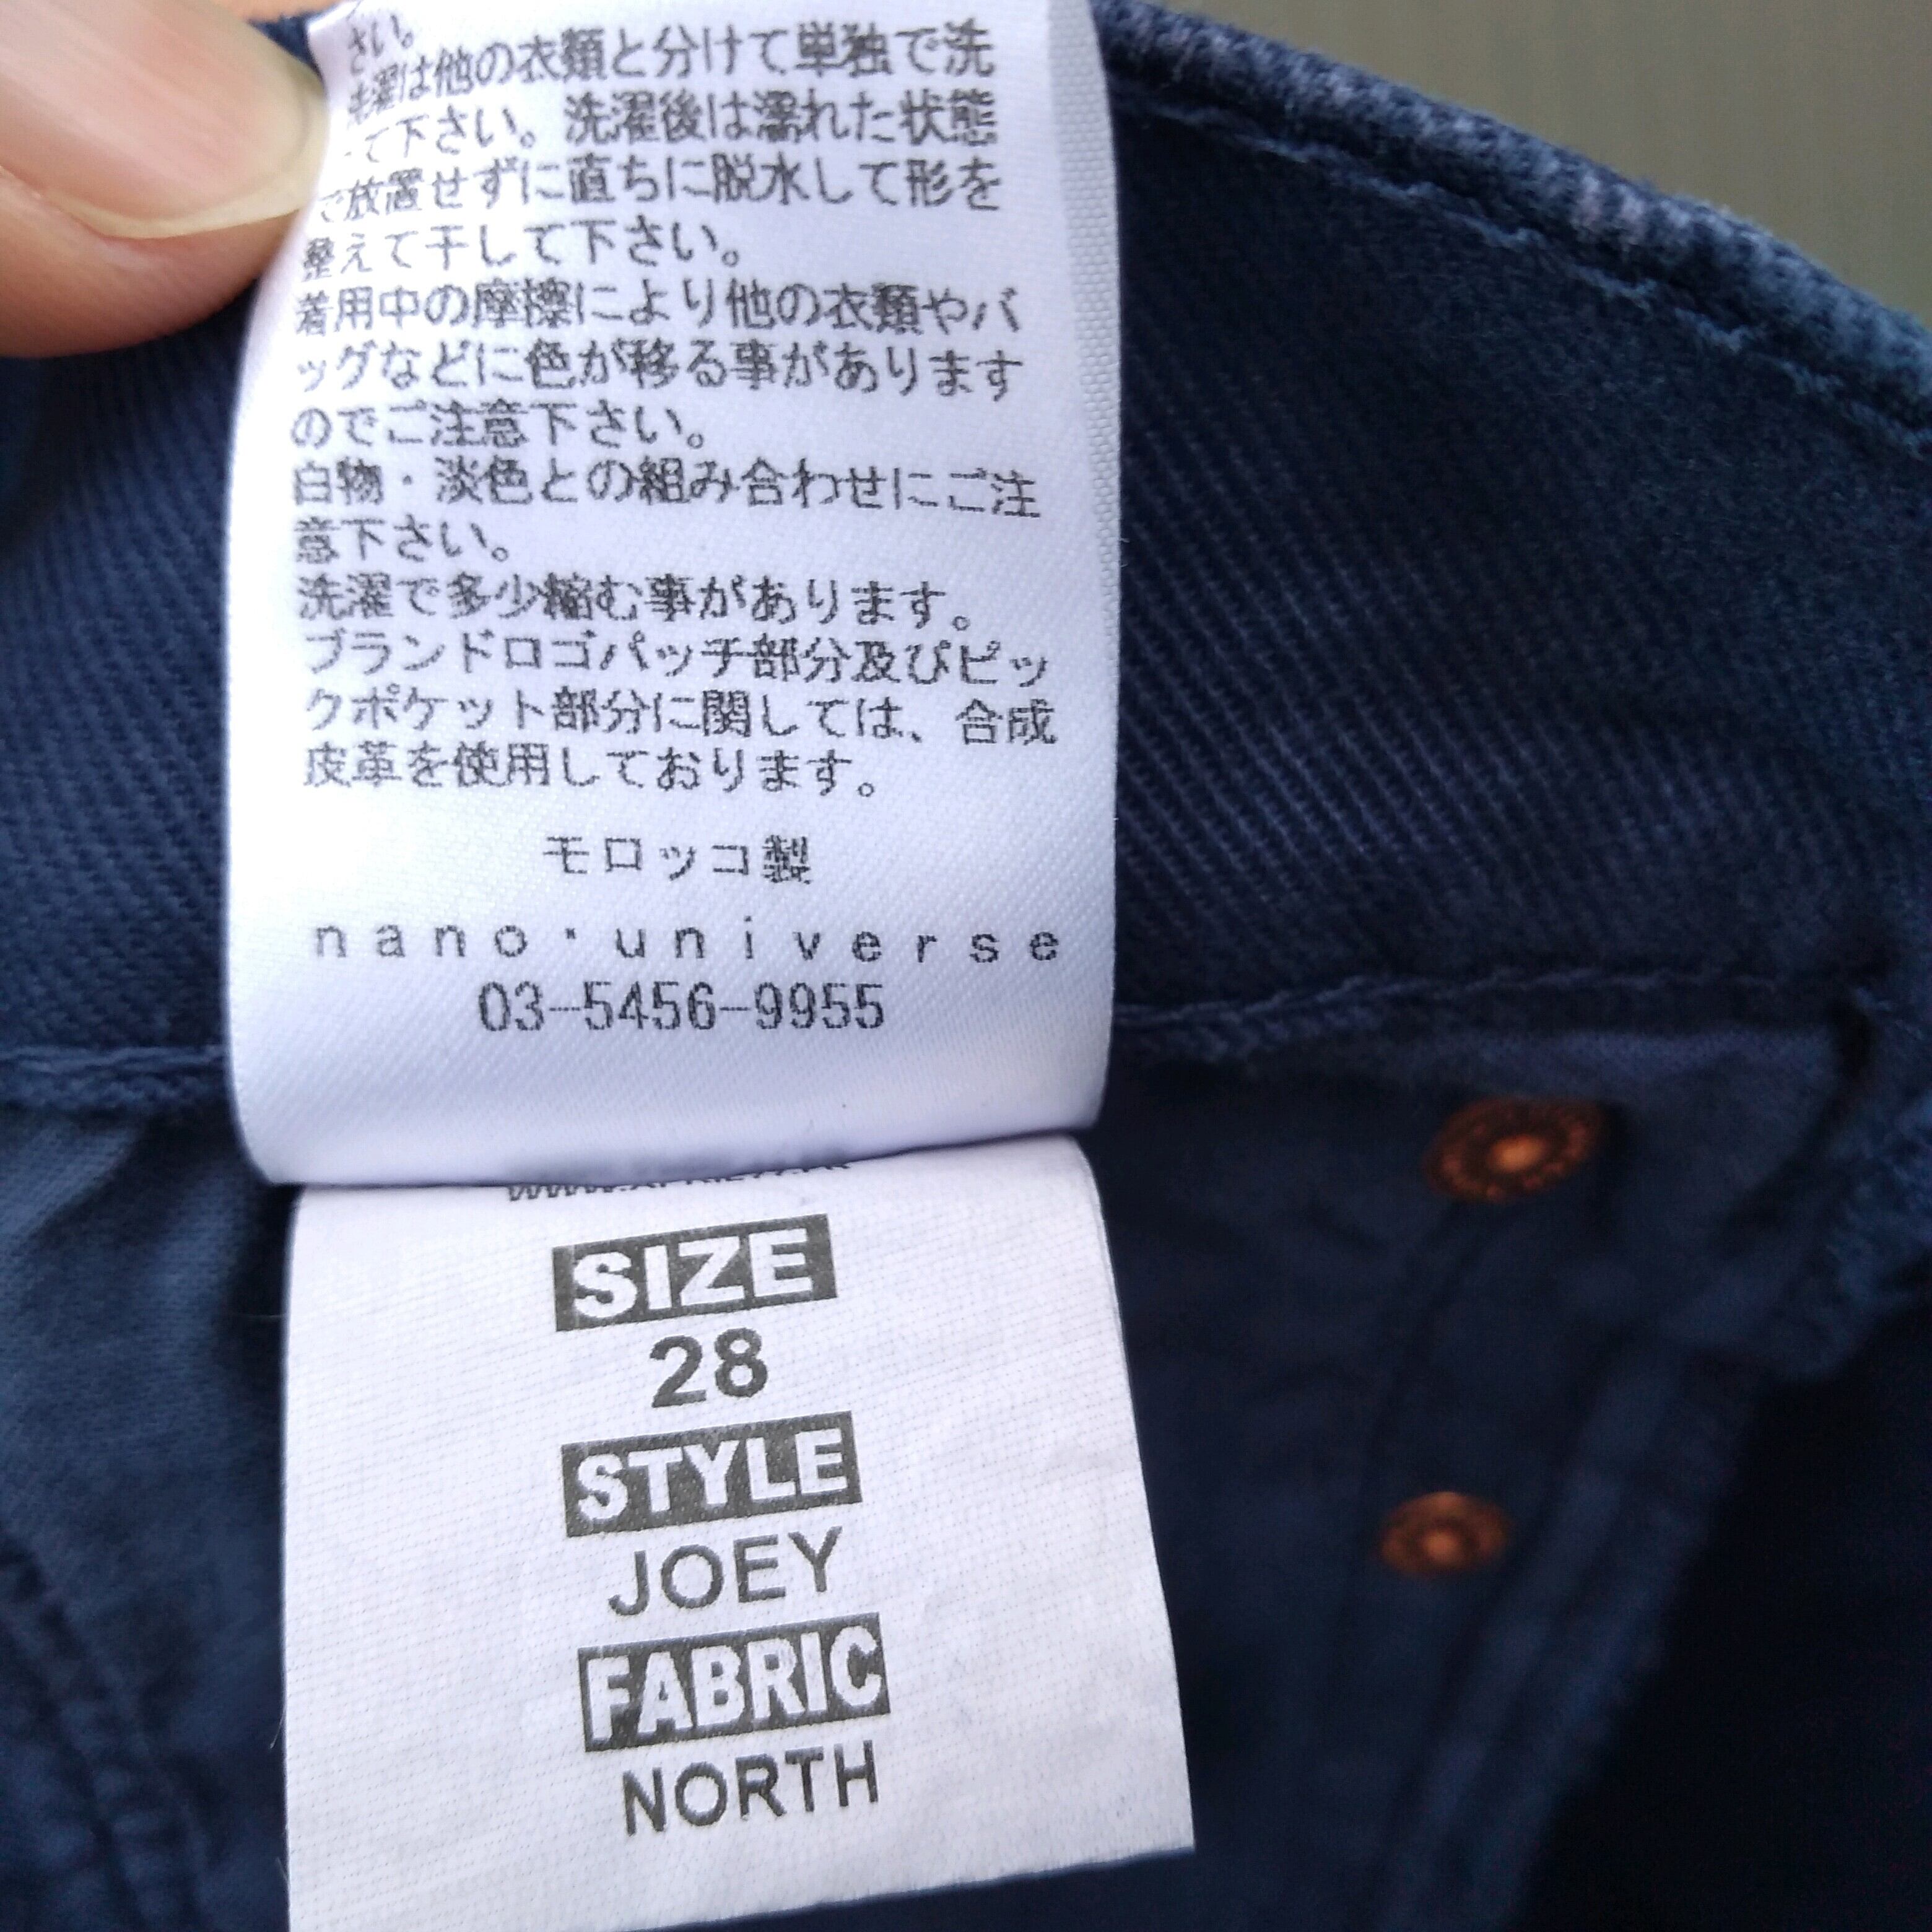 さい。
洗濯は他の衣類と分けて単独で洗
って下さい。洗濯後は濡れた状態
で放置せずに直ちに脱水して形を
整えて干して下さい。
着用中の摩擦により他の衣類やバ
ッグなどに色が移る事があります
のでご注意下さい。
白物・淡色との組み合わせにご注
意下さい。
洗濯で多少縮む事があります。
ブランドロゴパッチ部分及びピッ
クポケット部分に関しては、合成
皮革を使用しております。
モロッコ製
nano・universe
03-5456-9955
SIZE
28
STYLE
JOEY
FABRIC
NORTH